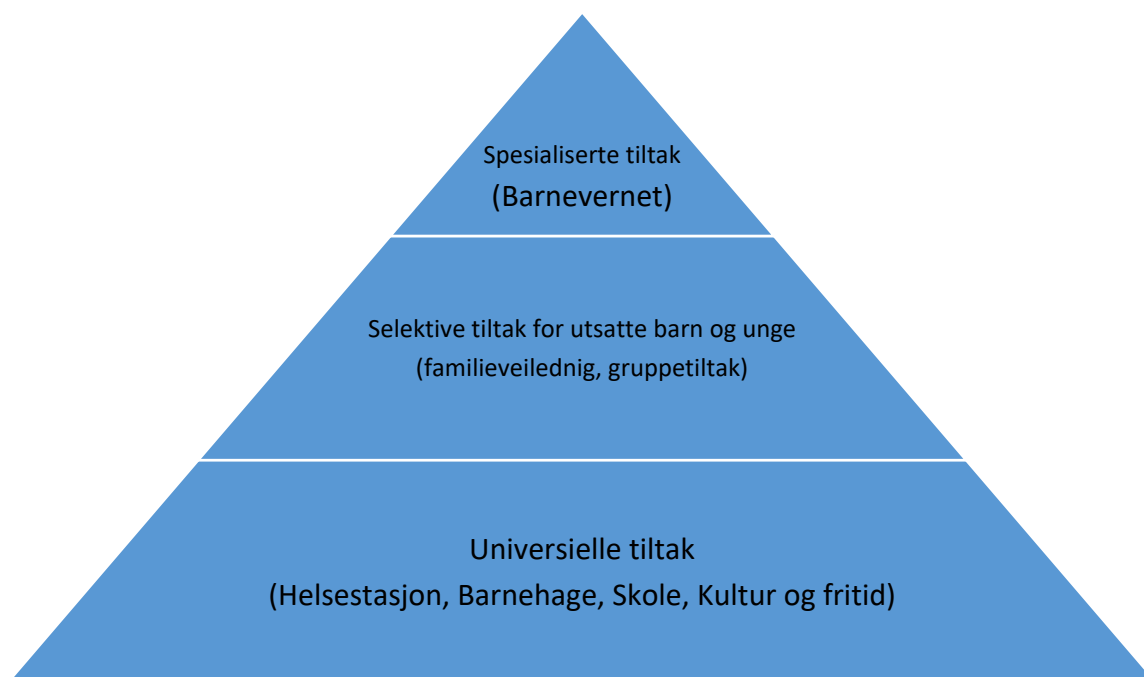 Spesialiserte tiltak
(Barnevernet)
Selektive tiltak for utsatte barn og unge
(familieveilednig, gruppetiltak)
Universielle tiltak
(Helsestasjon, Barnehage, Skole, Kultur og fritid)